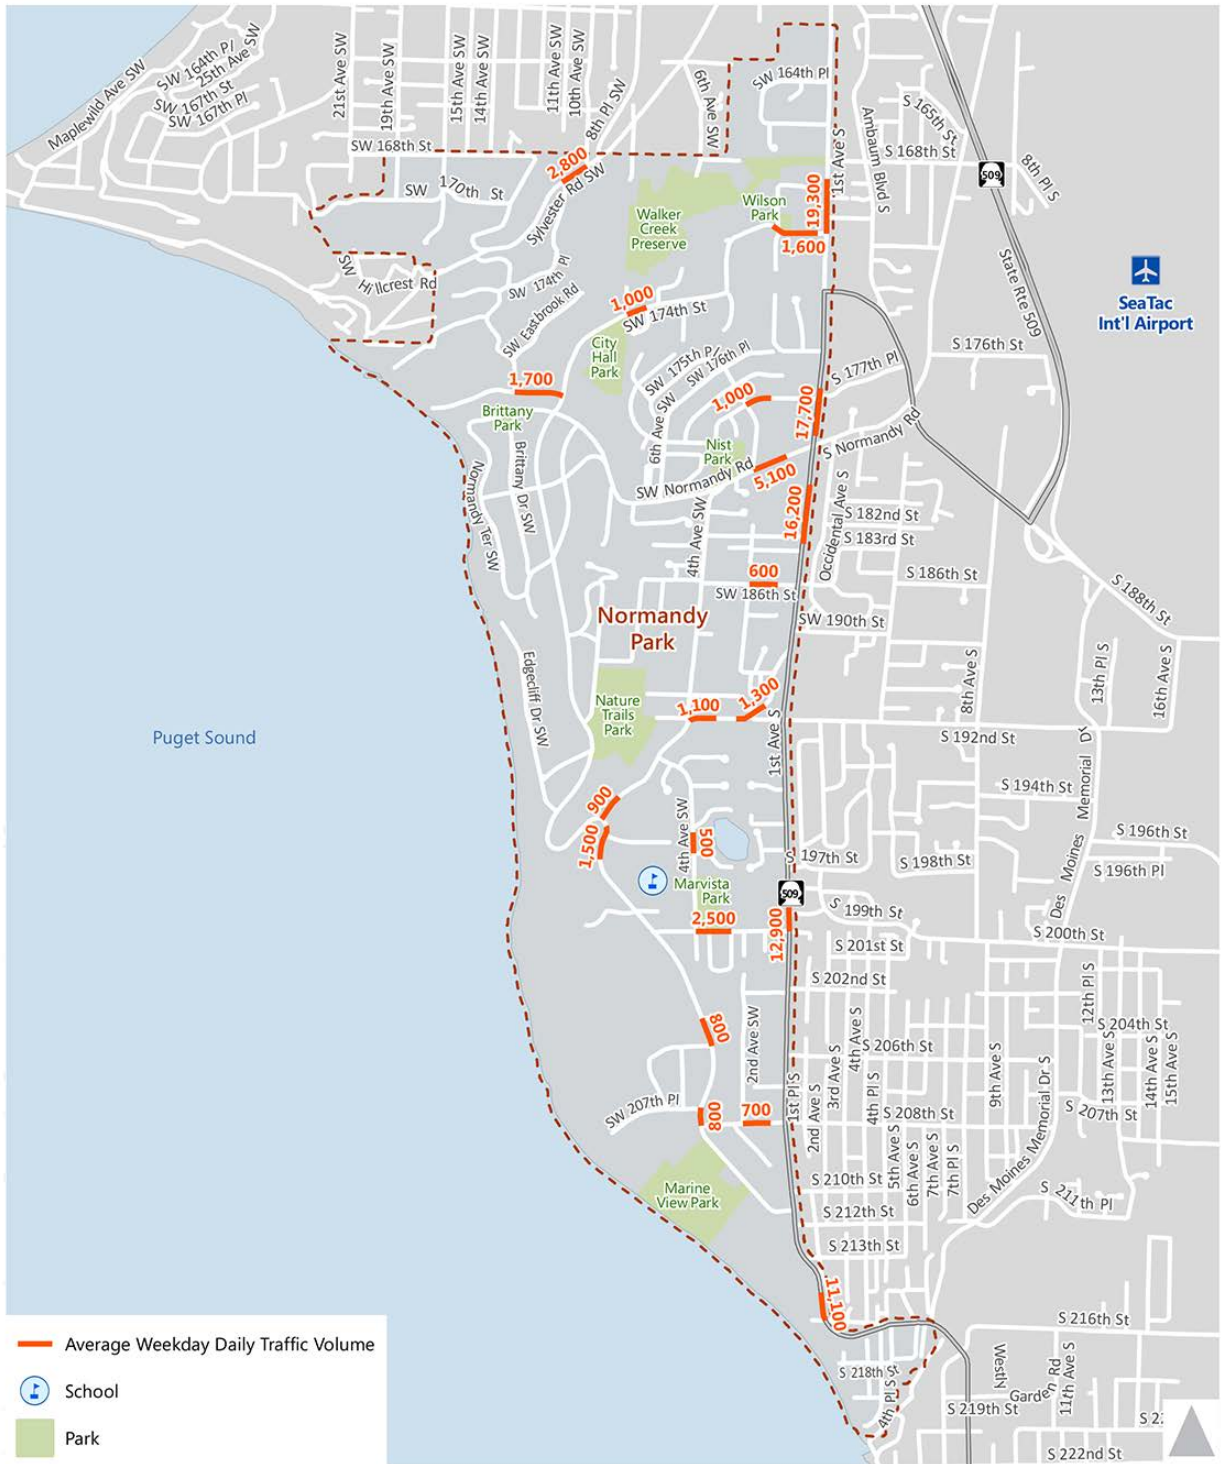 Maplewild Ave SW
SW 164th Pl
25th Ave SW
SW 167th St
SW 167th Pl
21st Ave SW
19th Ave SW
15th Ave SW
14th Ave SW
11th Ave SW
10th Ave SW
8th Pl SW
6th Ave SW
SW 164th Pl
1st Ave S
Ambaum Blvd S
S 165th St
S 168th St
509
8th Pl S
SW 168th St
2,800
SW 170th St
Sylvester Rd SW
Walker
Creek
Preserve
Wilson
Park
19,300
1,600
State Rte 509
SeaTac
Int'l Airport
SW Hillcrest Rd
SW 174th Pl
SW Eastbrook Rd
1,000
SW 174th St
City
Hall
Park
SW 175th Pl
SW 176th Pl
S 176th St
S 177th Pl
1,700
Brittany
Park
1,000
17,700
6th Ave SW
Nist
Park
S Normandy Rd
SW Normandy Rd
5,100
Normandy Ter SW
Brittany Dr SW
4th Ave SW
16,200
Occidental Ave S
S 182nd St
S 183rd St
600
SW 186th St
S 186th St
S 188th St
SW 190th St
Normandy
Park
Edgecliff Dr SW
8th Ave S
13th Pl S
16th Ave S
Nature
Trails
Park
1,100
1,300
1st Ave S
S 192nd St
Puget Sound
Des Moines Memorial Dr
S 194th St
900
1,500
4th Ave SW
500
S 196th St
S 196th Pl
S 197th St
S 198th St
Marvista
Park
509
S 199th St
2,500
12,900
S 200th St
S 201st St
S 202nd St
12th Pl S
800
2nd Ave SW
4th Ave S
S 204th St
S 206th St
3rd Ave S
9th Ave S
13th Ave S
14th Ave S
15th Ave S
SW 207th Pl
800
700
1st Pl S
2nd Ave S
4th Pl S
S 208th St
S 207th St
Des Moines Memorial Dr S
5th Ave S
6th Ave S
7th Ave S
7th Pl S
Marine
View Park
S 210th St
S 211th Pl
S 212th St
S 213th St
11,100
S 216th St
S 218th St
4th Pl S
Westly
Garden Rd
11th Ave S
S 219th St
S 222nd St
Average Weekday Daily Traffic Volume
School
Park